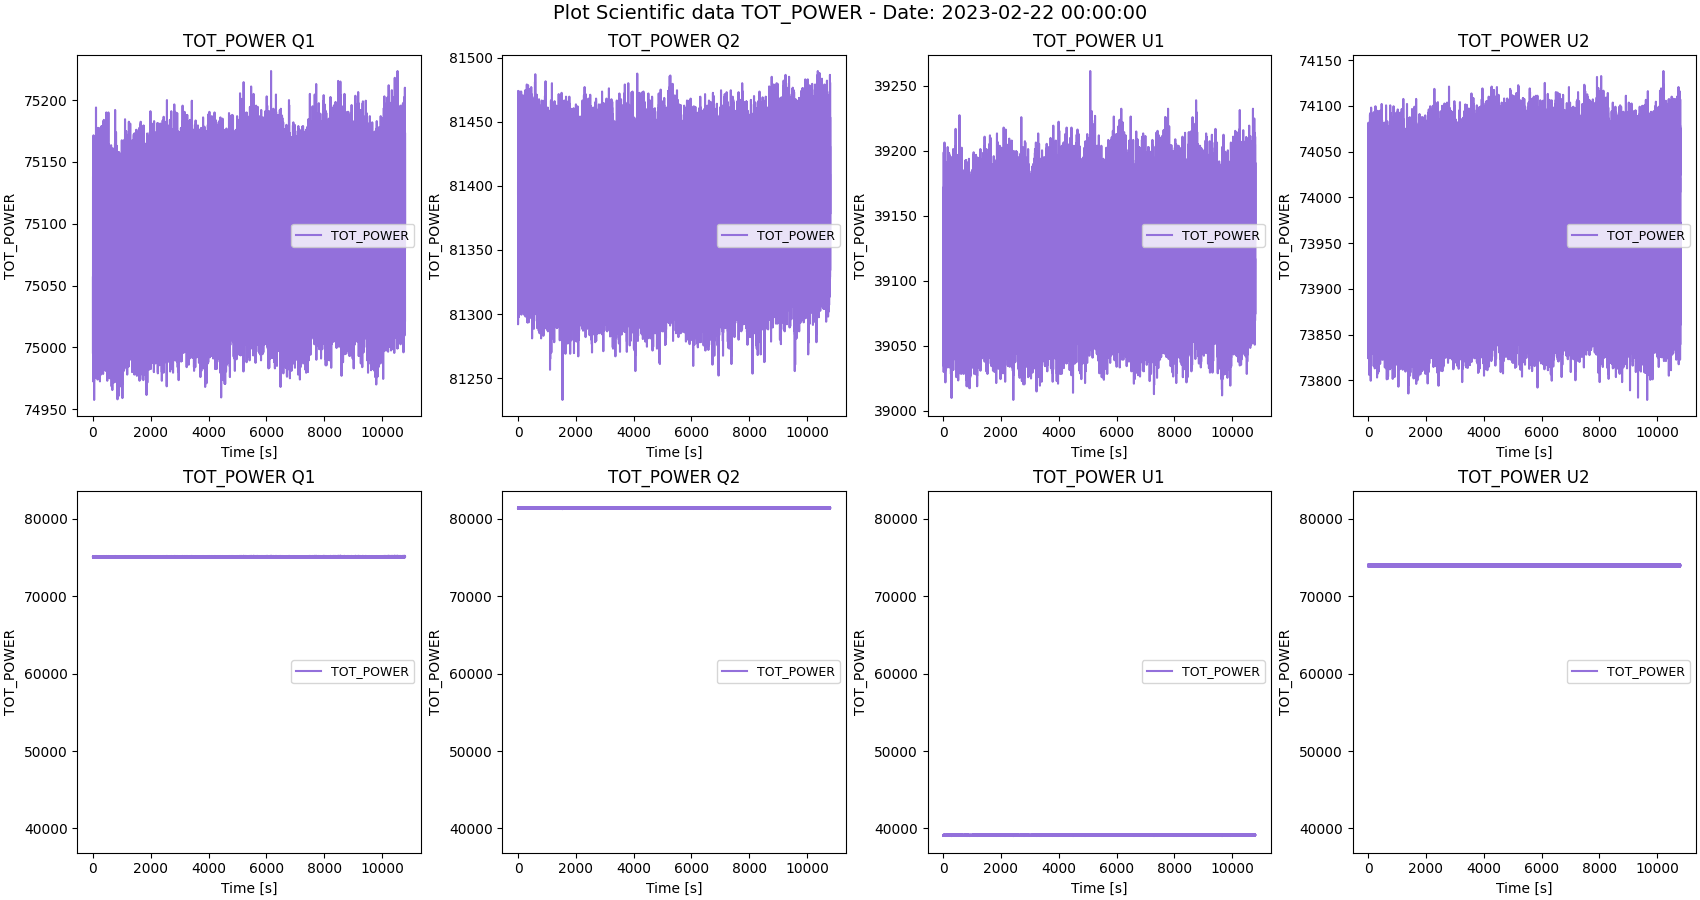 Plot Scientific data TOT_POWER - Date: 2023-02-22 00:00:00
TOT_POWER Q1
TOT_POWER
75200
75150
75100
75050
75000
74950
TOT_POWER
0 2000 4000 6000 8000 10000
Time [s]
TOT_POWER Q2
TOT_POWER
81500
81450
81400
81350
81300
81250
TOT_POWER
0 2000 4000 6000 8000 10000
Time [s]
TOT_POWER U1
TOT_POWER
39250
39200
39150
39100
39050
39000
TOT_POWER
0 2000 4000 6000 8000 10000
Time [s]
TOT_POWER U2
TOT_POWER
74150
74100
74050
74000
73950
73900
73850
73800
TOT_POWER
0 2000 4000 6000 8000 10000
Time [s]
TOT_POWER Q1
TOT_POWER
80000
70000
60000
50000
40000
TOT_POWER
0 2000 4000 6000 8000 10000
Time [s]
TOT_POWER Q2
TOT_POWER
80000
70000
60000
50000
40000
TOT_POWER
0 2000 4000 6000 8000 10000
Time [s]
TOT_POWER U1
TOT_POWER
80000
70000
60000
50000
40000
TOT_POWER
0 2000 4000 6000 8000 10000
Time [s]
TOT_POWER U2
TOT_POWER
80000
70000
60000
50000
40000
TOT_POWER
0 2000 4000 6000 8000 10000
Time [s]